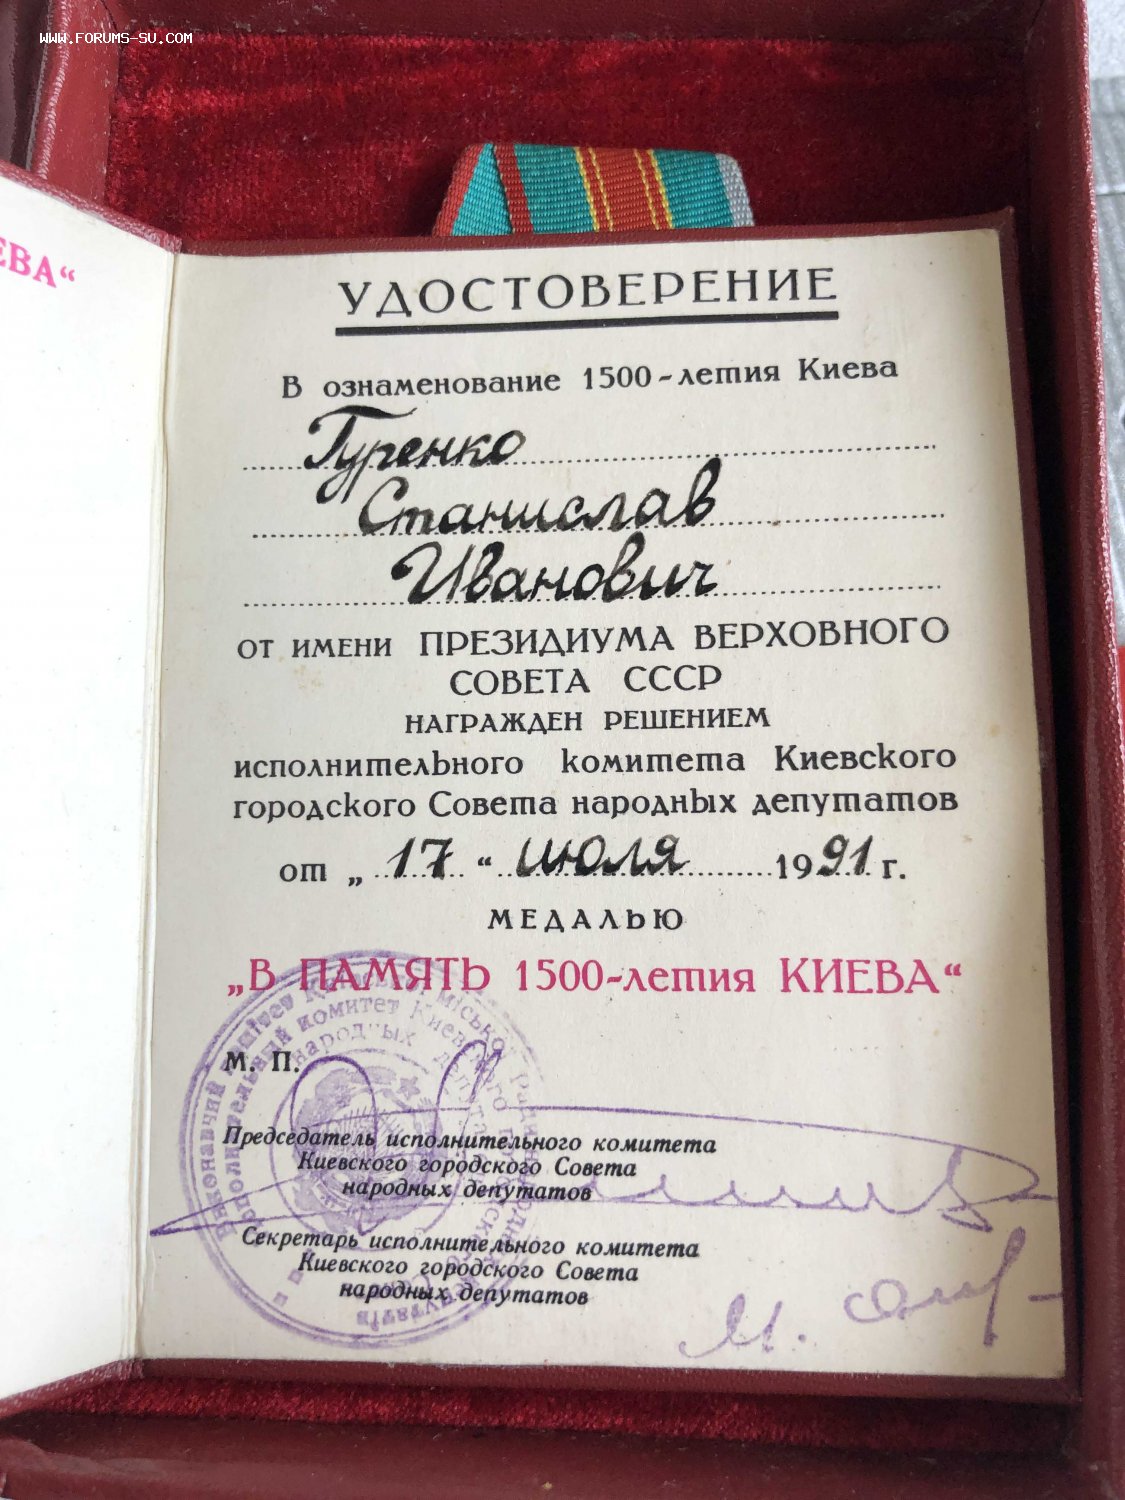 www.FORUMS-SU.COM
ЕВА“
УДОСТОВЕРЕНИЕ
В ознаменование 1500-летия Киева
Гуренко
Станислав
Иванович
ОТ ИМЕНИ ПРЕЗИДИУМА ВЕРХОВНОГО
СОВЕТА СССР
НАГРАЖДЕН РЕШЕНИЕМ
исполнительного комитета Киевского
городского Совета народных депутатов
от „ 17 “ июля 1991 г.
МЕДАЛЬЮ
„В ПАМЯТЬ 1500-летия КИЕВА“
М. П.
Председатель исполнительного комитета
Киевского городского Совета
народных депутатов
Секретарь исполнительного комитета
Киевского городского Совета
народных депутатов